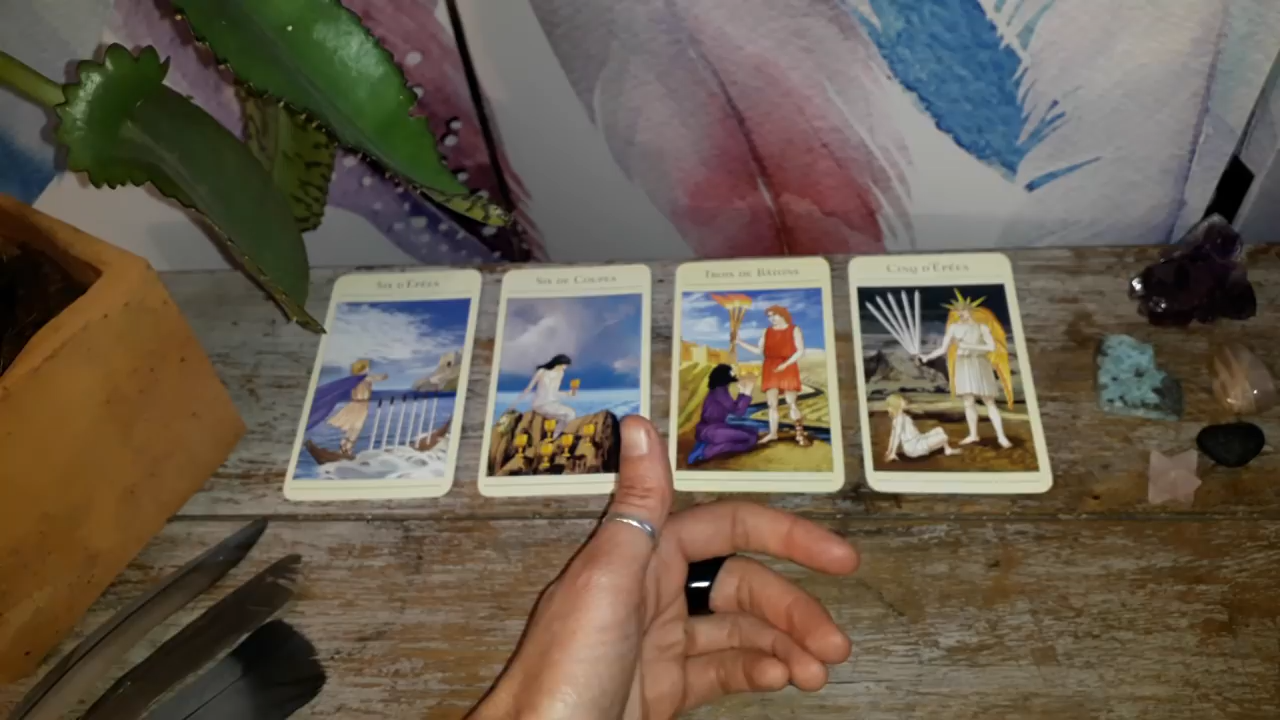 SIX D'ÉPÉES
SIX DE COUPES
TROIS DE BÂTONS
CINQ D'ÉPÉES